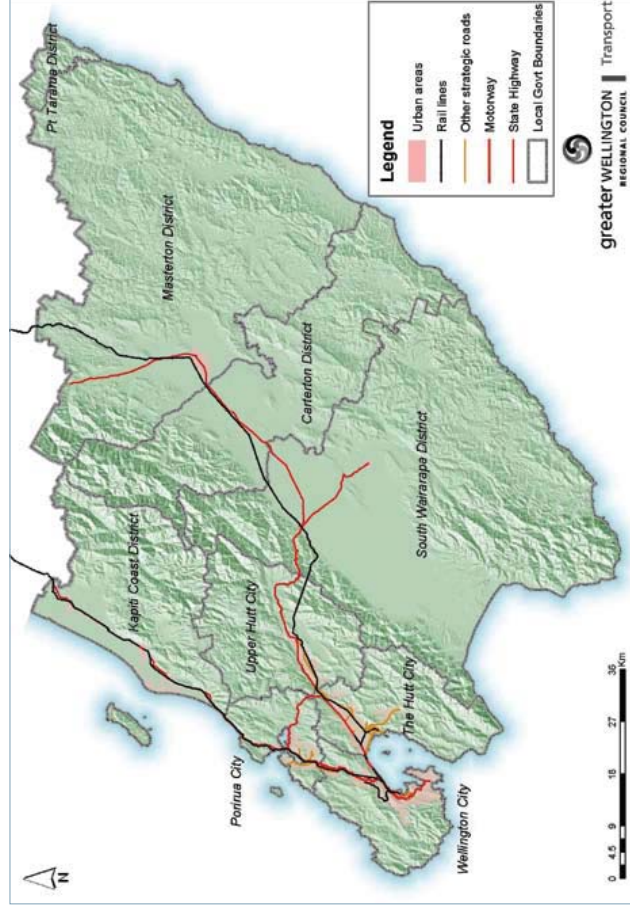 Pt Tararua District
Masterton District
Kapiti Coast District
Carterton District
Upper Hutt City
South Wairarapa District
Porirua City
The Hutt City
Wellington City
N
0 4.5 9 18 27 36 Km
Legend
Urban areas
Rail lines
Other strategic roads
Motorway
State Highway
Local Govt Boundaries
greater WELLINGTON
REGIONAL COUNCIL
Transport